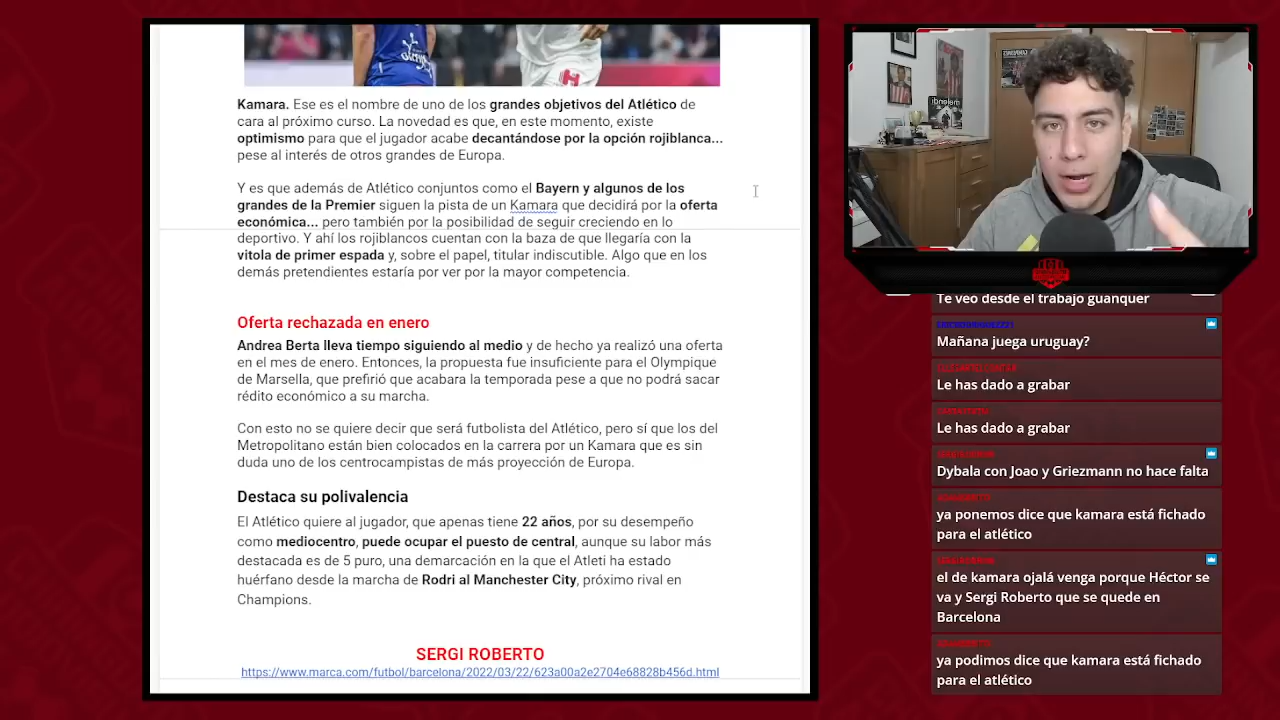 Kamara. Ese es el nombre de uno de los grandes objetivos del Atlético de
cara al próximo curso. La novedad es que, en este momento, existe
optimismo para que el jugador acabe decantándose por la opción rojiblanca...
pese al interés de otros grandes de Europa.
Y es que además de Atlético conjuntos como el Bayern y algunos de los
grandes de la Premier siguen la pista de un Kamara que decidirá por la oferta
económica... pero también por la posibilidad de seguir creciendo en lo
deportivo. Y ahí los rojiblancos cuentan con la baza de que llegaría con la
vitola de primer espada y, sobre el papel, titular indiscutible. Algo que en los
demás pretendientes estaría por ver por la mayor competencia.
Oferta rechazada en enero
Andrea Berta lleva tiempo siguiendo al medio y de hecho ya realizó una oferta
en el mes de enero. Entonces, la propuesta fue insuficiente para el Olympique
de Marsella, que prefirió que acabara la temporada pese a que no podrá sacar
rédito económico a su marcha.
Con esto no se quiere decir que será futbolista del Atlético, pero sí que los del
Metropolitano están bien colocados en la carrera por un Kamara que es sin
duda uno de los centrocampistas de más proyección de Europa.
Destaca su polivalencia
El Atlético quiere al jugador, que apenas tiene 22 años, por su desempeño
como mediocentro, puede ocupar el puesto de central, aunque su labor más
destacada es de 5 puro, una demarcación en la que el Atleti ha estado
huérfano desde la marcha de Rodri al Manchester City, próximo rival en
Champions.
SERGI ROBERTO
https://www.marca.com/futbol/barcelona/2022/03/22/623a00a2e2704e68828b456d.html
Te veo desde el trabajo guanquer
Mañana juega uruguay?
Le has dado a grabar
Le has dado a grabar
Dybala con Joao y Griezmann no hace falta
ya ponemos dice que kamara está fichado
para el atlético
el de kamara ojalá venga porque Héctor se
va y Sergi Roberto que se quede en
Barcelona
ya podimos dice que kamara está fichado
para el atlético